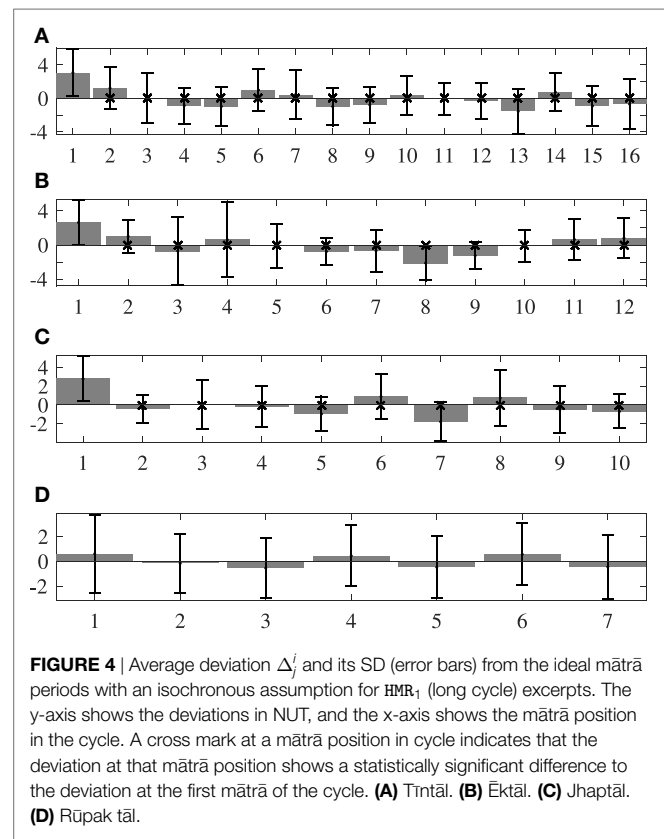 A
4
0
-4
1 2 3 4 5 6 7 8 9 10 11 12 13 14 15 16
B
4
0
-4
1 2 3 4 5 6 7 8 9 10 11 12
C
4
2
0
-2
1 2 3 4 5 6 7 8 9 10
D
2
0
-2
1 2 3 4 5 6 7
FIGURE 4 | Average deviation Δⁱⱼ and its SD (error bars) from the ideal mātrā
periods with an isochronous assumption for HMR₁ (long cycle) excerpts. The
y-axis shows the deviations in NUT, and the x-axis shows the mātrā position
in the cycle. A cross mark at a mātrā position in cycle indicates that the
deviation at that mātrā position shows a statistically significant difference to
the deviation at the first mātrā of the cycle. (A) Tīntāl. (B) Ēktāl. (C) Jhaptāl.
(D) Rūpak tāl.